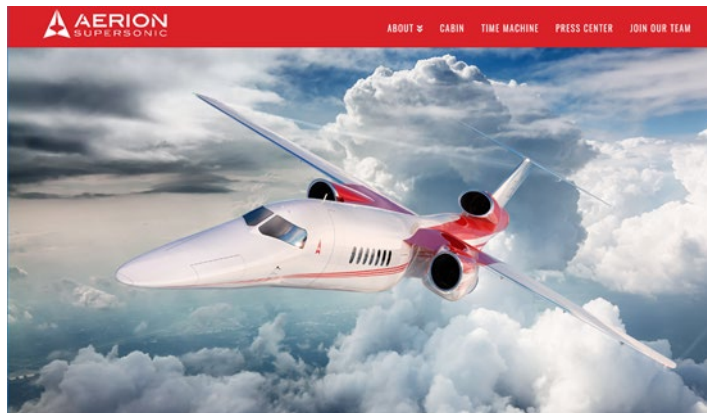 AERION
SUPERSONIC
ABOUT
CABIN
TIME MACHINE
PRESS CENTER
JOIN OUR TEAM